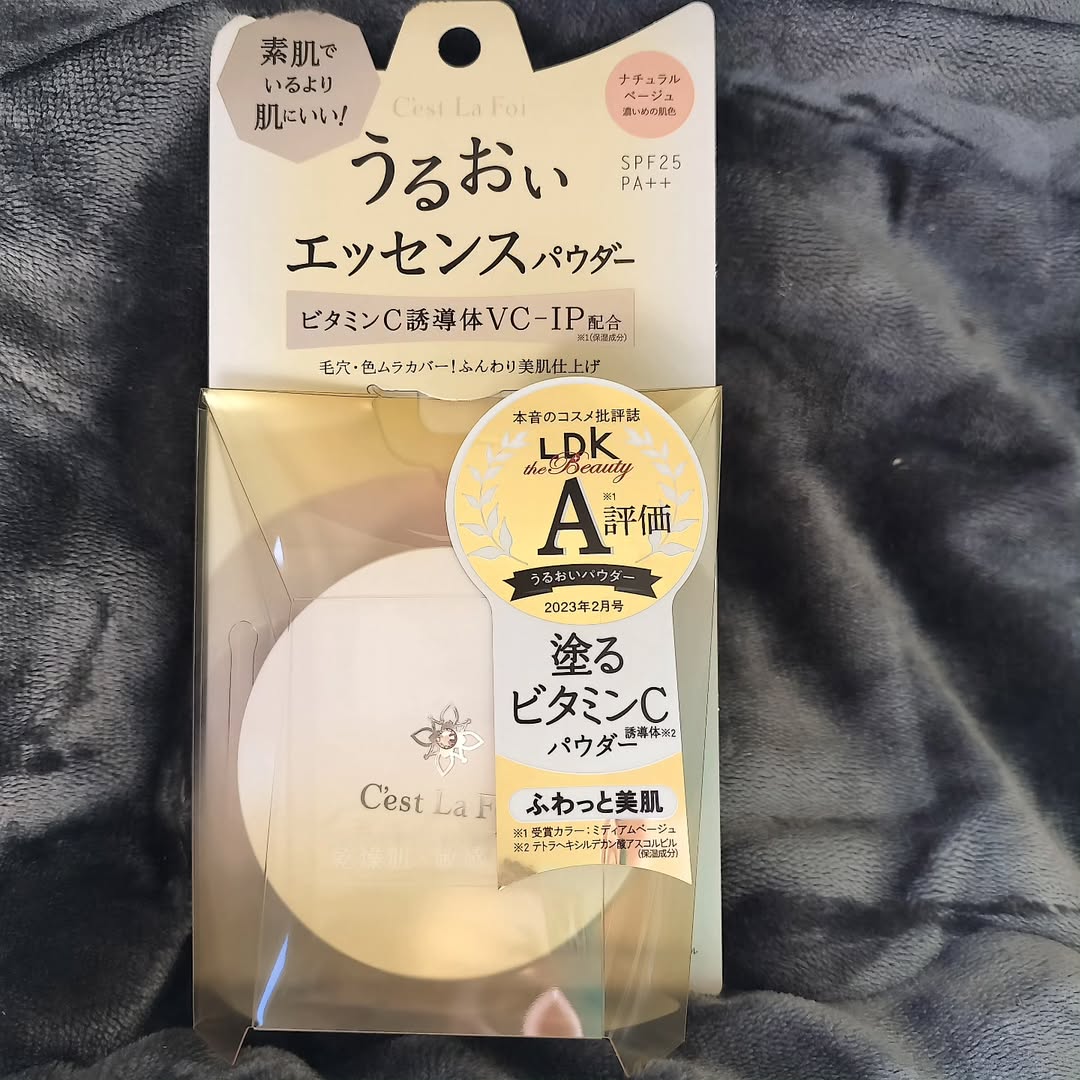 素肌で
いるより
肌にいい!
C'est La Foi
ナチュラル
ベージュ
濃いめの肌色
SPF25
PA++
うるおい
エッセンスパウダー
ビタミンC誘導体VC-IP配合
※1(保湿成分)
毛穴・色ムラカバー!ふんわり美肌仕上げ
本音のコスメ批評誌
LDK
the Beauty
A※1評価
うるおいパウダー
2023年2月号
塗る
ビタミンC
誘導体※2
パウダー
ふわっと美肌
※1 受賞カラー:ミディアムベージュ
※2 テトラヘキシルデカン酸アスコルビル
(保湿成分)
C'est La F